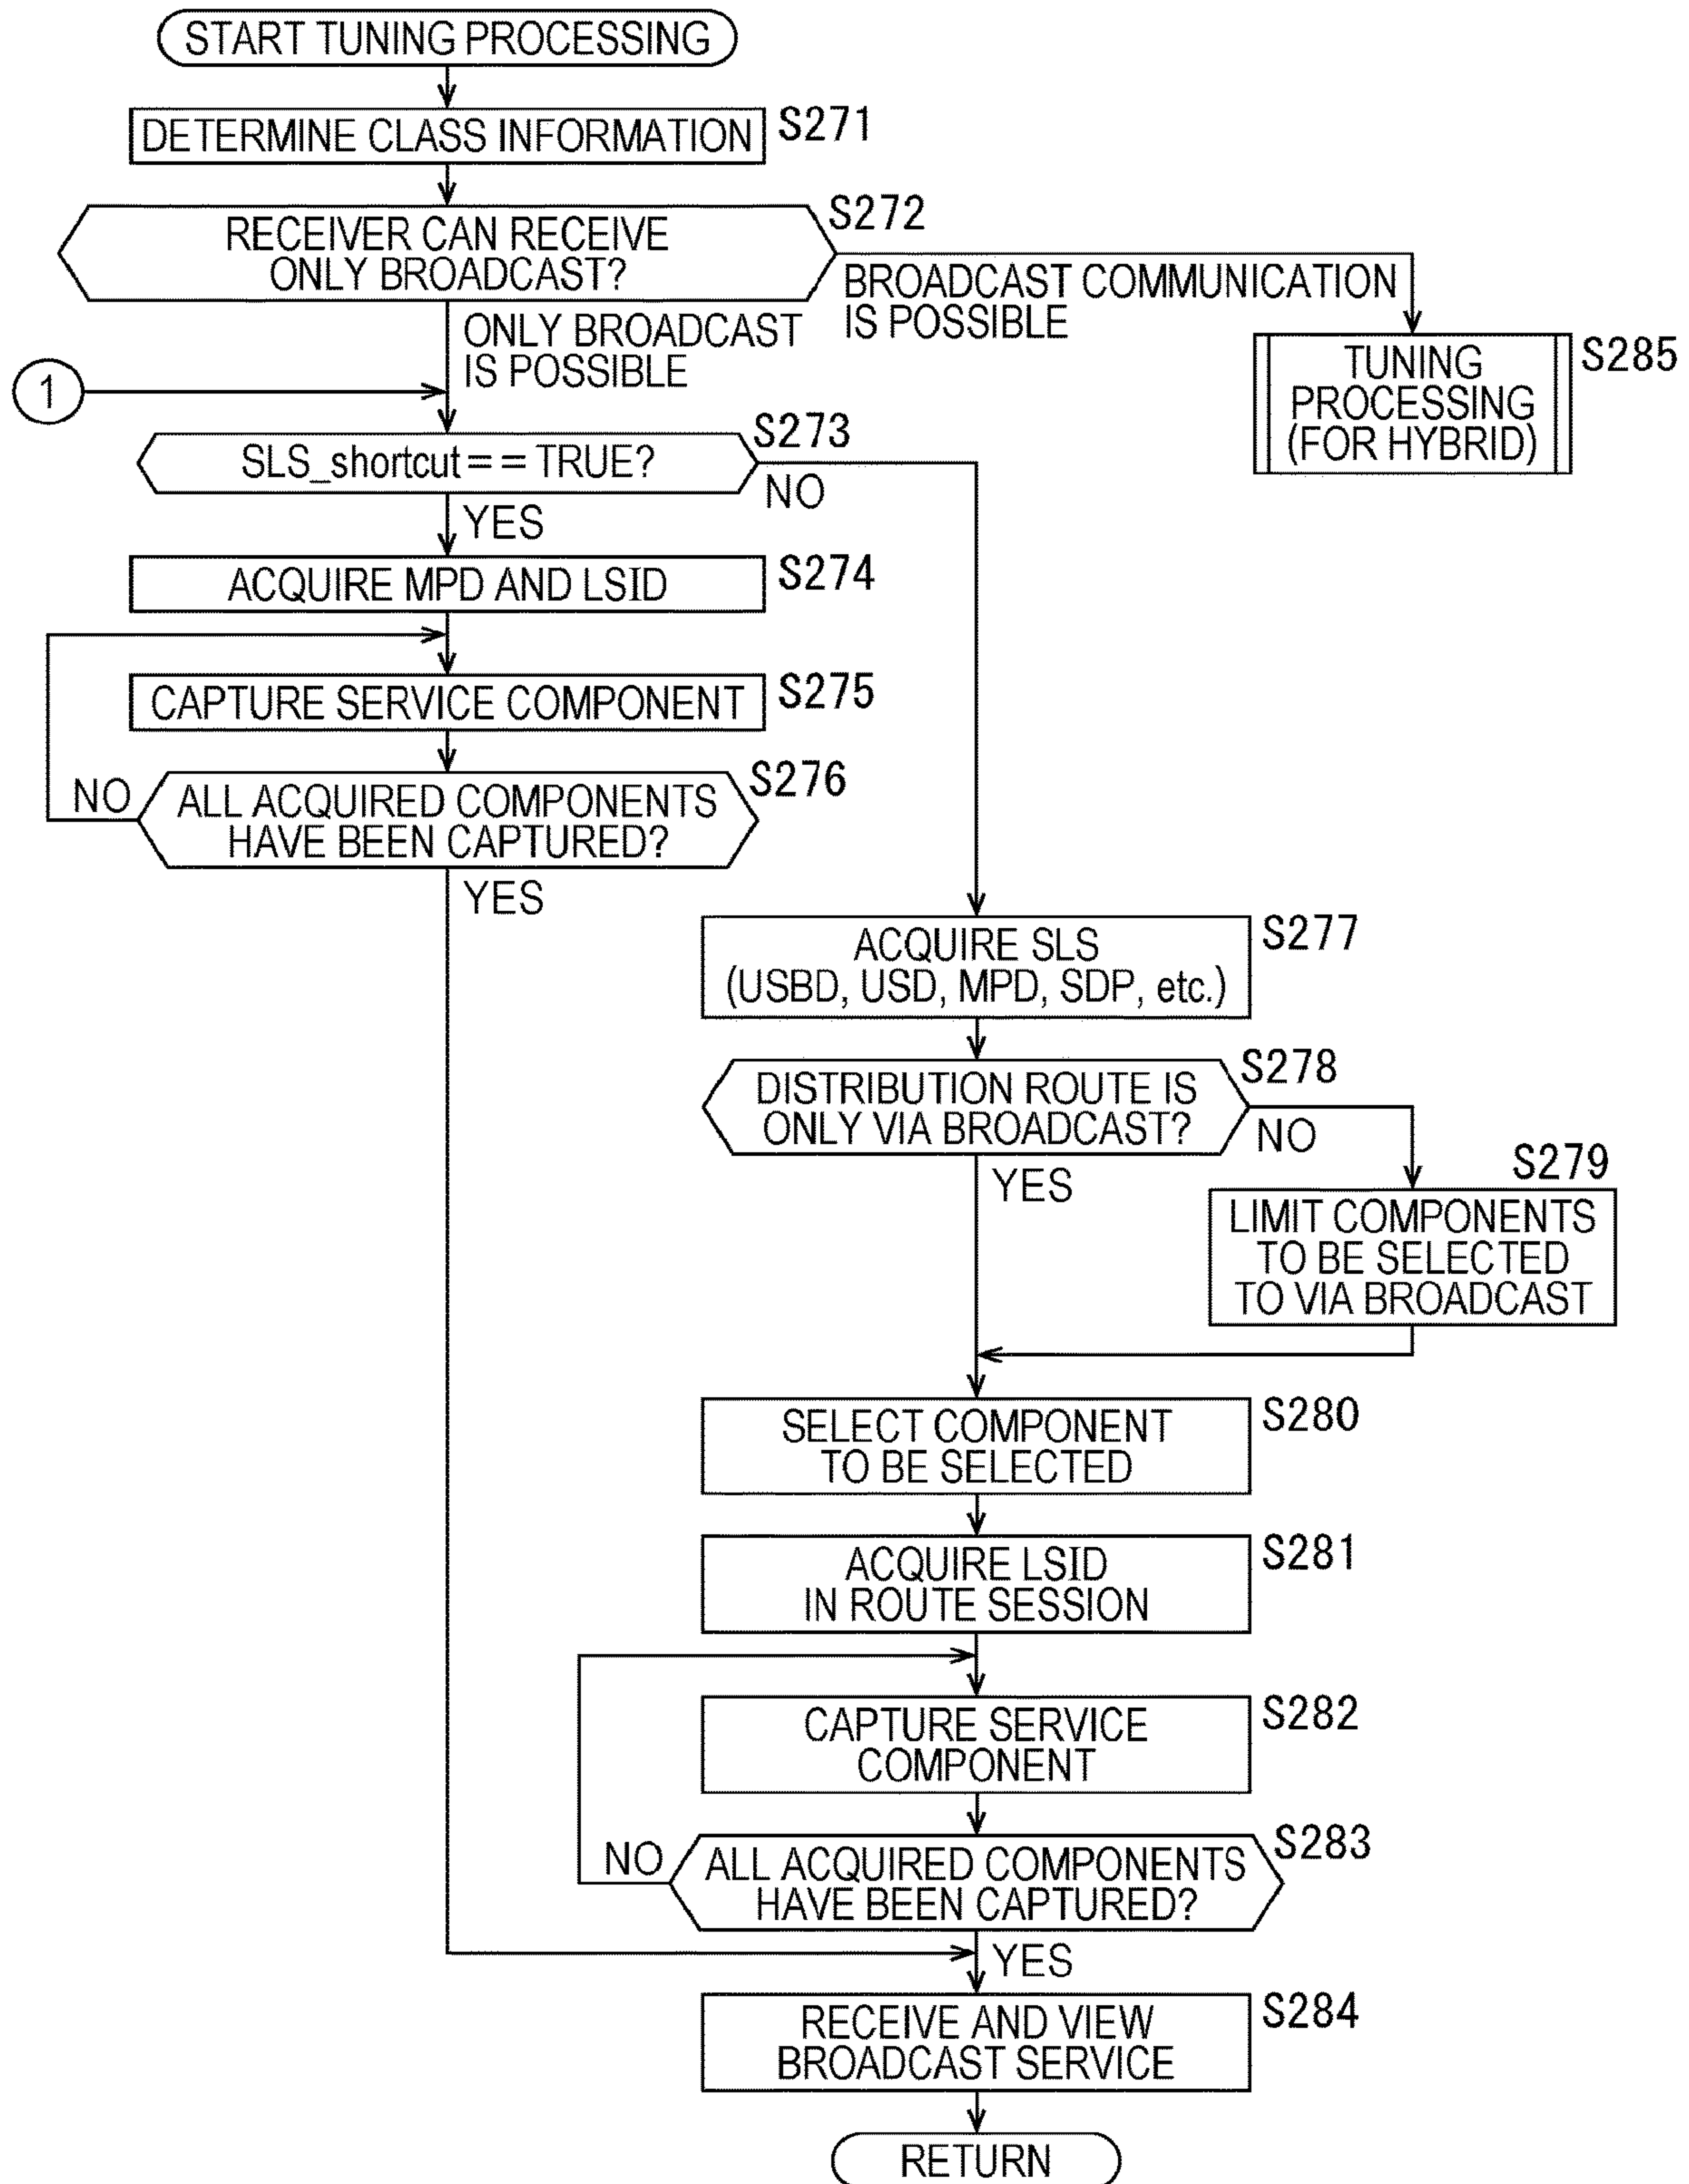 START TUNING PROCESSING
DETERMINE CLASS INFORMATION
S271
RECEIVER CAN RECEIVE
ONLY BROADCAST?
S272
BROADCAST COMMUNICATION
IS POSSIBLE
ONLY BROADCAST
IS POSSIBLE
TUNING
PROCESSING
(FOR HYBRID)
S285
1
SLS_shortcut== TRUE?
S273
NO
YES
ACQUIRE MPD AND LSID
S274
CAPTURE SERVICE COMPONENT
S275
ALL ACQUIRED COMPONENTS
HAVE BEEN CAPTURED?
S276
NO
YES
ACQUIRE SLS
(USBD, USD, MPD, SDP, etc.)
S277
DISTRIBUTION ROUTE IS
ONLY VIA BROADCAST?
S278
NO
YES
S279
LIMIT COMPONENTS
TO BE SELECTED
TO VIA BROADCAST
SELECT COMPONENT
TO BE SELECTED
S280
ACQUIRE LSID
IN ROUTE SESSION
S281
CAPTURE SERVICE
COMPONENT
S282
ALL ACQUIRED COMPONENTS
HAVE BEEN CAPTURED?
S283
NO
YES
RECEIVE AND VIEW
BROADCAST SERVICE
S284
RETURN